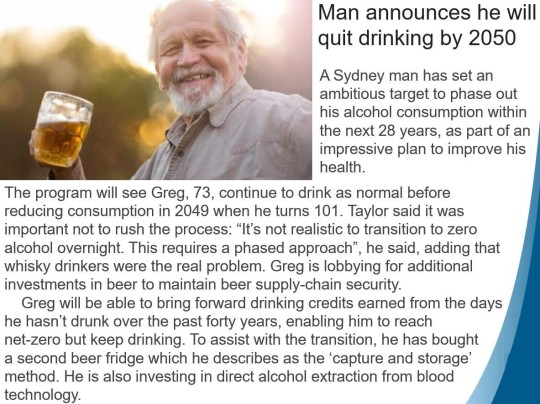 Man announces he will
quit drinking by 2050
A Sydney man has set an
ambitious target to phase out
his alcohol consumption within
the next 28 years, as part of an
impressive plan to improve his
health.
The program will see Greg, 73, continue to drink as normal before
reducing consumption in 2049 when he turns 101. Taylor said it was
important not to rush the process: “It’s not realistic to transition to zero
alcohol overnight. This requires a phased approach”, he said, adding that
whisky drinkers were the real problem. Greg is lobbying for additional
investments in beer to maintain beer supply-chain security.
Greg will be able to bring forward drinking credits earned from the days
he hasn’t drunk over the past forty years, enabling him to reach
net-zero but keep drinking. To assist with the transition, he has bought
a second beer fridge which he describes as the ‘capture and storage’
method. He is also investing in direct alcohol extraction from blood
technology.